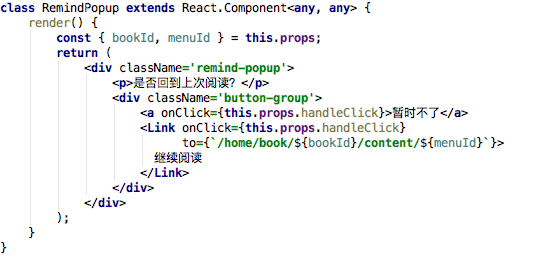 class RemindPopup extends React.Component<any, any> {
    render() {
        const { bookId, menuId } = this.props;
        return (
            <div className='remind-popup'>
                <p>是否回到上次阅读? </p>
                <div className='button-group'>
                    <a onClick={this.props.handleClick}>暂时不了</a>
                    <Link onClick={this.props.handleClick}
                          to={`/home/book/${bookId}/content/${menuId}`}>
                      继续阅读
                    </Link>
                </div>
            </div>
        );
    }
}